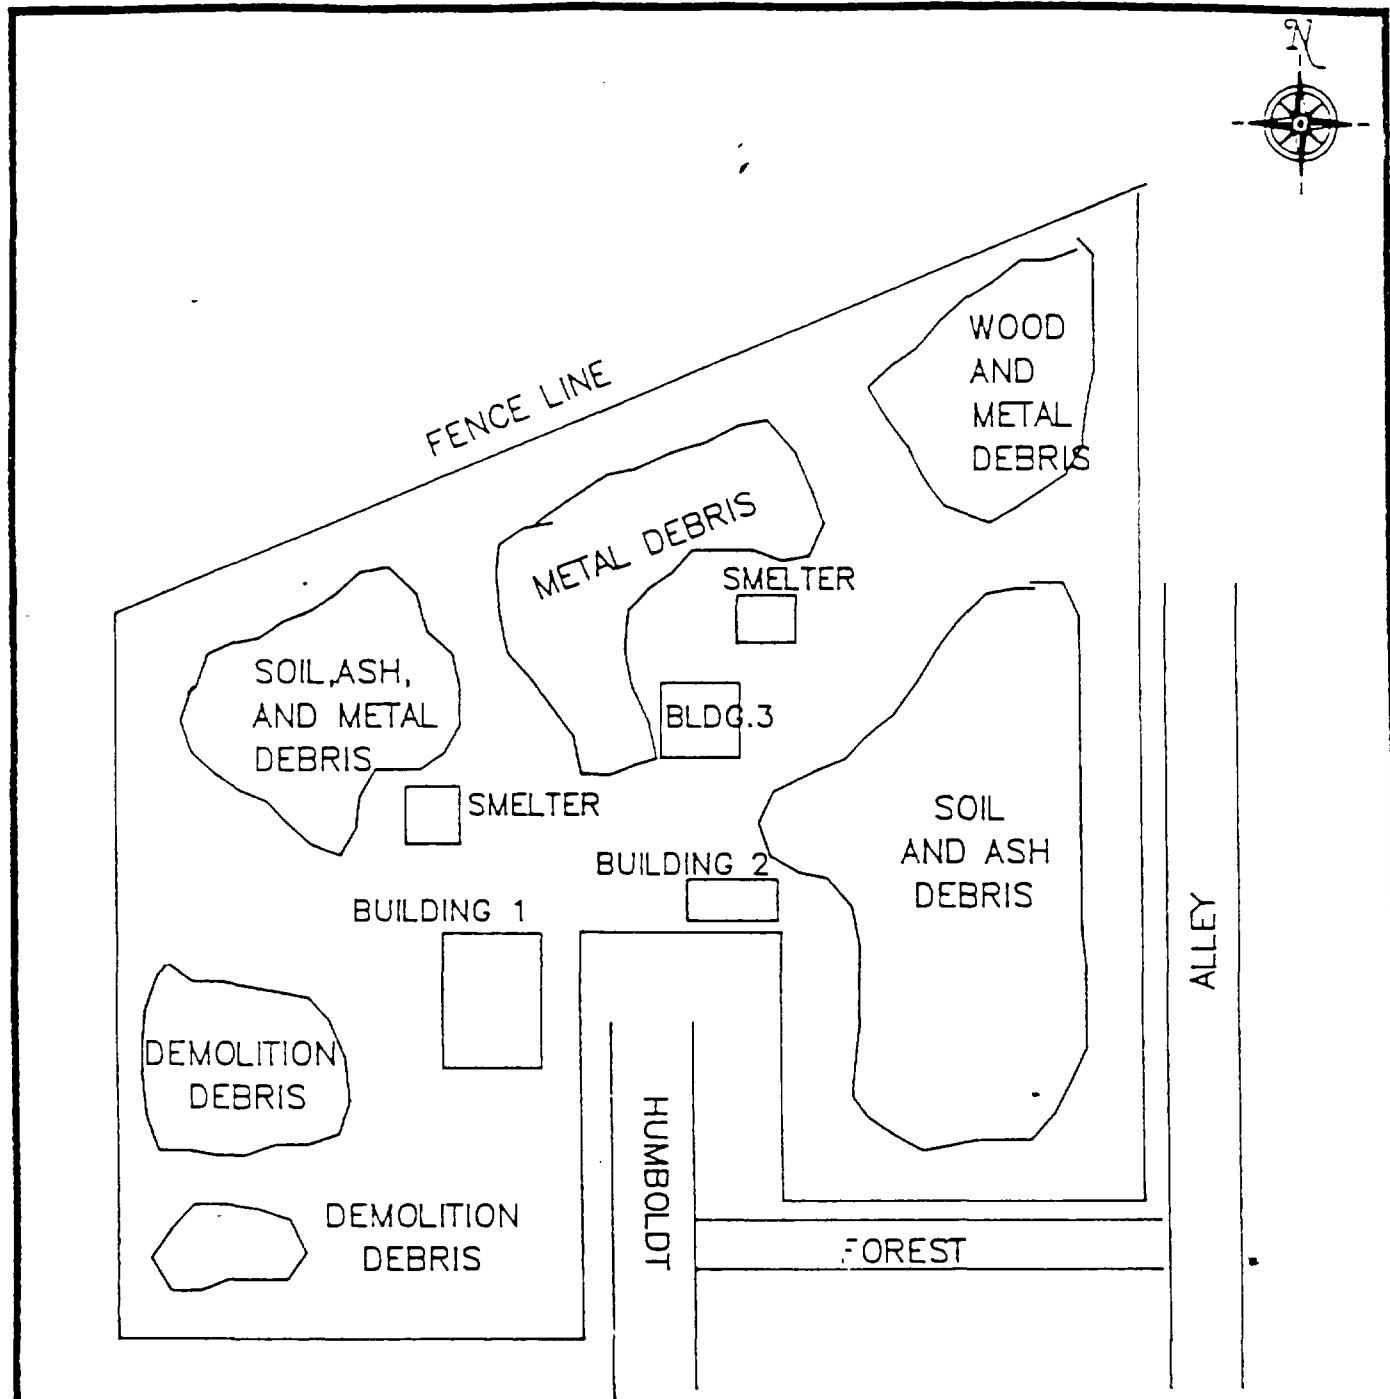 N
WOOD
AND
METAL
DEBRIS
FENCE LINE
METAL DEBRIS
SMELTER
SOIL,ASH,
AND METAL
DEBRIS
BLDG.3
SMELTER
SOIL
AND ASH
DEBRIS
BUILDING 2
BUILDING 1
ALLEY
DEMOLITION
DEBRIS
HUMBOLDT
DEMOLITION
DEBRIS
FOREST